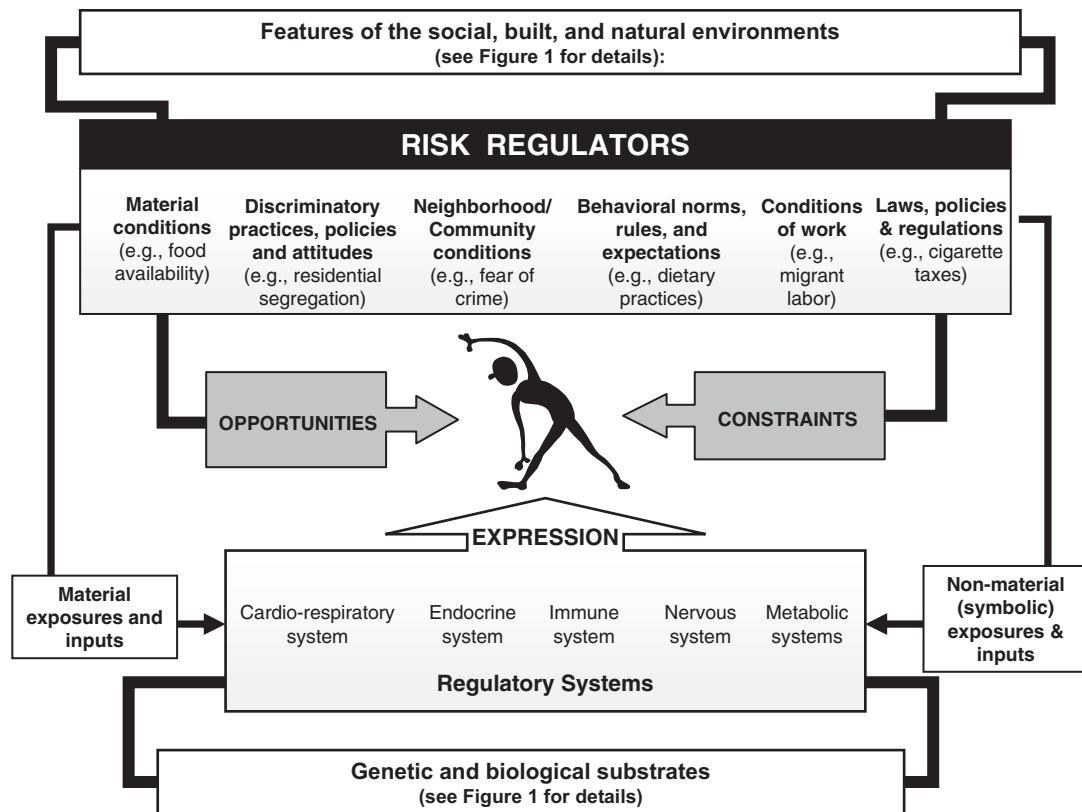 Features of the social, built, and natural environments
(see Figure 1 for details):
RISK REGULATORS
Material
conditions
(e.g., food
availability)
Discriminatory
practices, policies
and attitudes
(e.g., residential
segregation)
Neighborhood/
Community
conditions
(e.g., fear of
crime)
Behavioral norms,
rules, and
expectations
(e.g., dietary
practices)
Conditions
of work
(e.g.,
migrant
labor)
Laws, policies
& regulations
(e.g., cigarette
taxes)
OPPORTUNITIES
CONSTRAINTS
EXPRESSION
Material
exposures and
inputs
Cardio-respiratory
system
Endocrine
system
Immune
system
Nervous
system
Metabolic
systems
Regulatory Systems
Non-material
(symbolic)
exposures &
inputs
Genetic and biological substrates
(see Figure 1 for details)